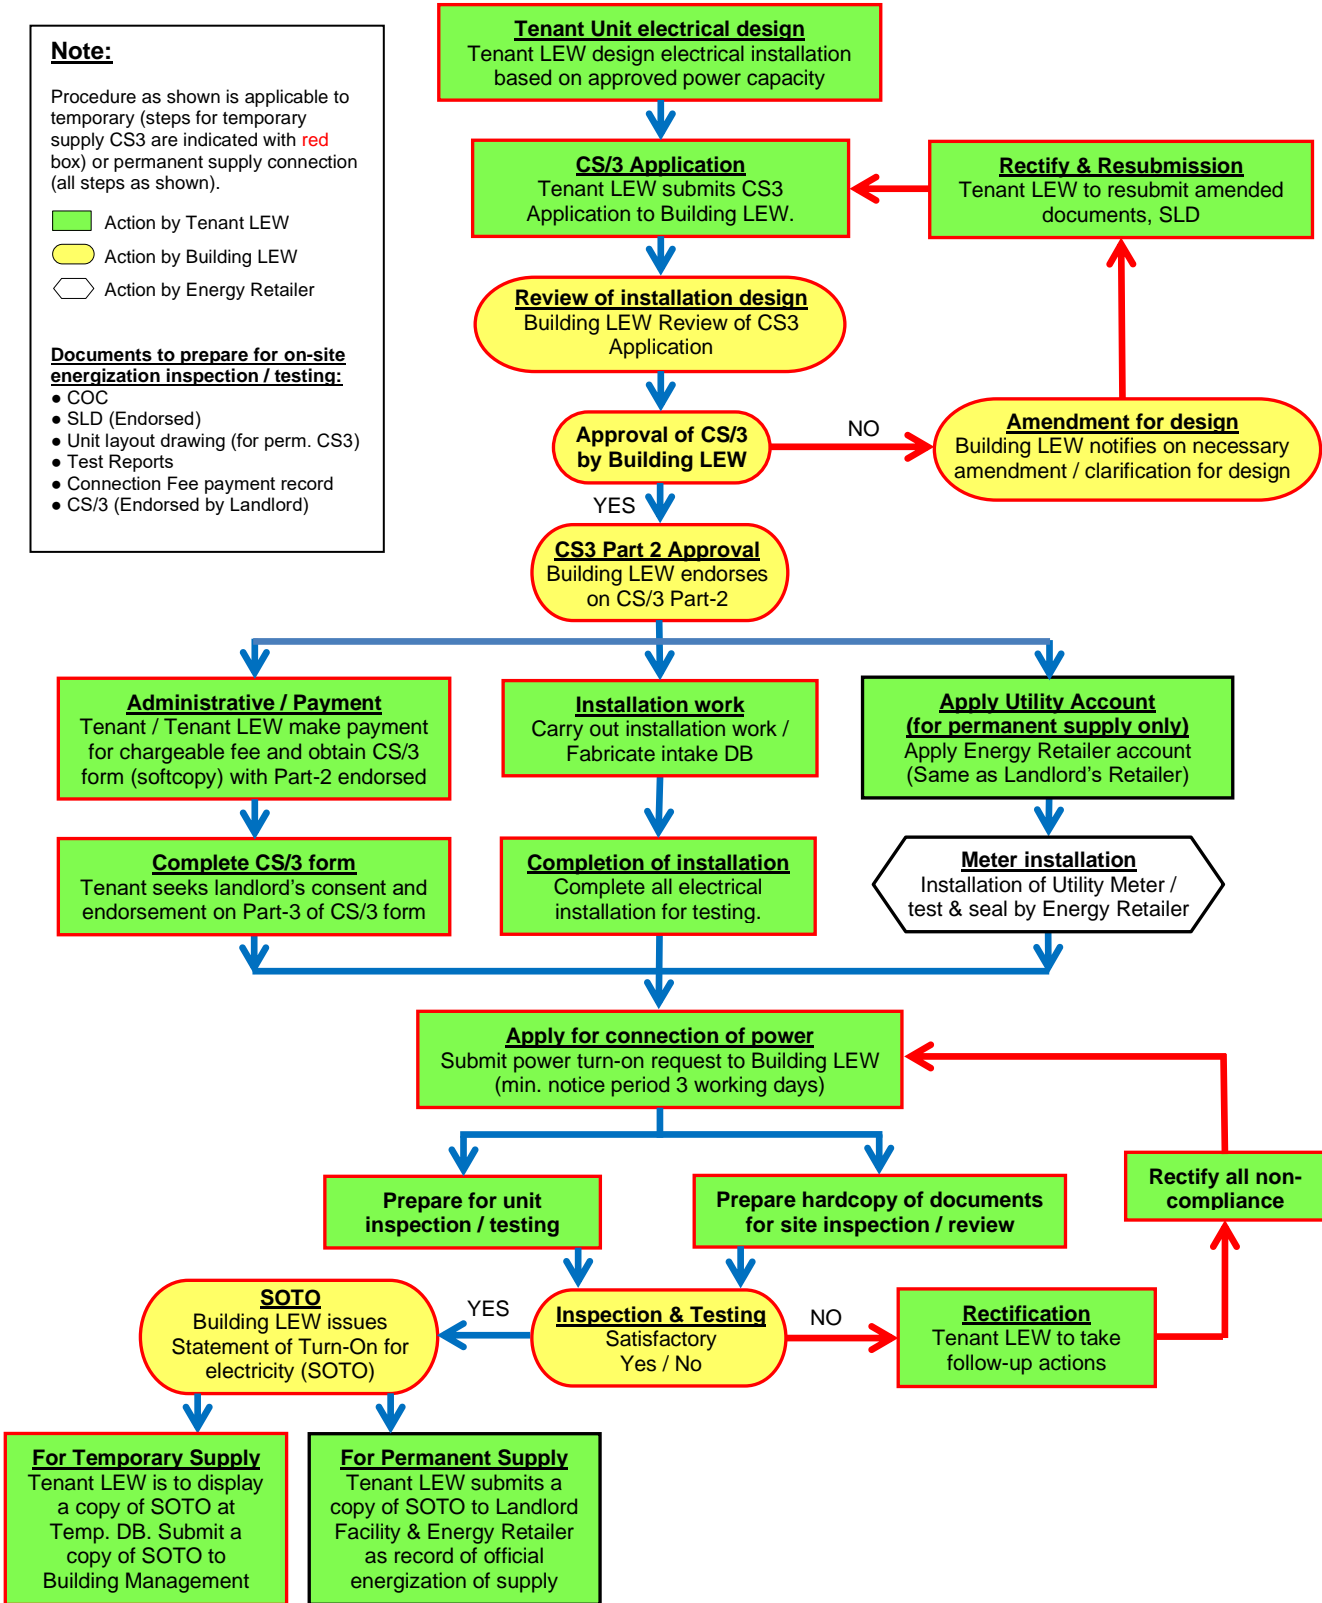 Tenant Unit electrical design
Tenant LEW design electrical installation
based on approved power capacity
Note:
Procedure as shown is applicable to
temporary (steps for temporary
supply CS3 are indicated with red
box) or permanent supply connection
(all steps as shown).
Action by Tenant LEW
Action by Building LEW
Action by Energy Retailer
Documents to prepare for on-site
energization inspection / testing:
● COC
● SLD (Endorsed)
● Unit layout drawing (for perm. CS3)
● Test Reports
● Connection Fee payment record
● CS/3 (Endorsed by Landlord)
CS/3 Application
Tenant LEW submits CS3
Application to Building LEW.
Rectify & Resubmission
Tenant LEW to resubmit amended
documents, SLD
Review of installation design
Building LEW Review of CS3
Application
Approval of CS/3
by Building LEW
NO
Amendment for design
Building LEW notifies on necessary
amendment / clarification for design
YES
CS3 Part 2 Approval
Building LEW endorses
on CS/3 Part-2
Administrative / Payment
Tenant / Tenant LEW make payment
for chargeable fee and obtain CS/3
form (softcopy) with Part-2 endorsed
Installation work
Carry out installation work /
Fabricate intake DB
Apply Utility Account
(for permanent supply only)
Apply Energy Retailer account
(Same as Landlord's Retailer)
Complete CS/3 form
Tenant seeks landlord's consent and
endorsement on Part-3 of CS/3 form
Completion of installation
Complete all electrical
installation for testing.
Meter installation
Installation of Utility Meter /
test & seal by Energy Retailer
Apply for connection of power
Submit power turn-on request to Building LEW
(min. notice period 3 working days)
Prepare for unit
inspection / testing
Prepare hardcopy of documents
for site inspection / review
Rectify all non-
compliance
SOTO
Building LEW issues
Statement of Turn-On for
electricity (SOTO)
YES
Inspection & Testing
Satisfactory
Yes / No
NO
Rectification
Tenant LEW to take
follow-up actions
For Temporary Supply
Tenant LEW is to display
a copy of SOTO at
Temp. DB. Submit a
copy of SOTO to
Building Management
For Permanent Supply
Tenant LEW submits a
copy of SOTO to Landlord
Facility & Energy Retailer
as record of official
energization of supply